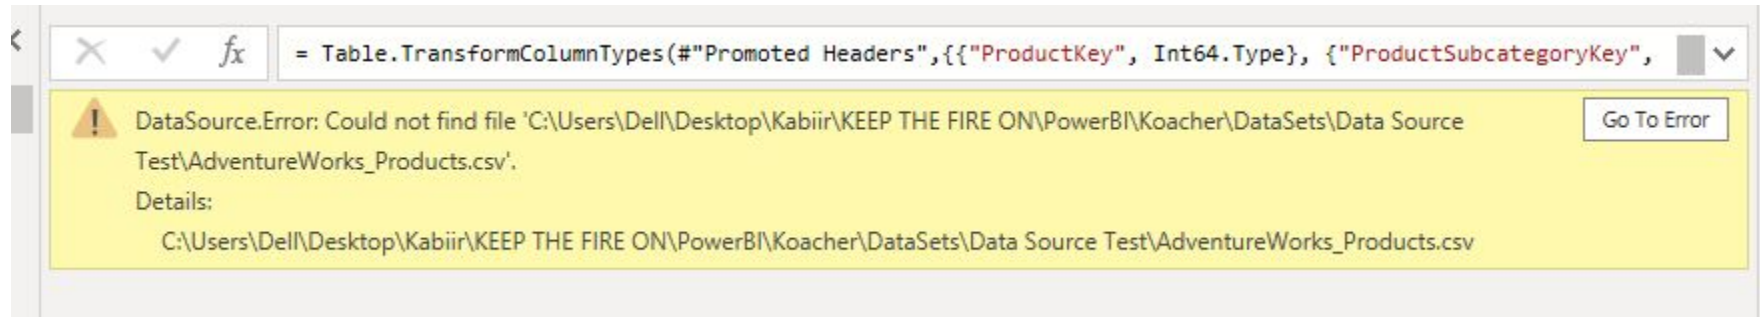 fx = Table.TransformColumnTypes(#"Promoted Headers",{{"ProductKey", Int64.Type}, {"ProductSubcategoryKey",
DataSource.Error: Could not find file 'C:\Users\Dell\Desktop\Kabiir\KEEP THE FIRE ON\PowerBI\Koacher\DataSets\Data Source Go To Error
Test\AdventureWorks_Products.csv'.
Details:
C:\Users\Dell\Desktop\Kabiir\KEEP THE FIRE ON\PowerBI\Koacher\DataSets\Data Source Test\AdventureWorks_Products.csv